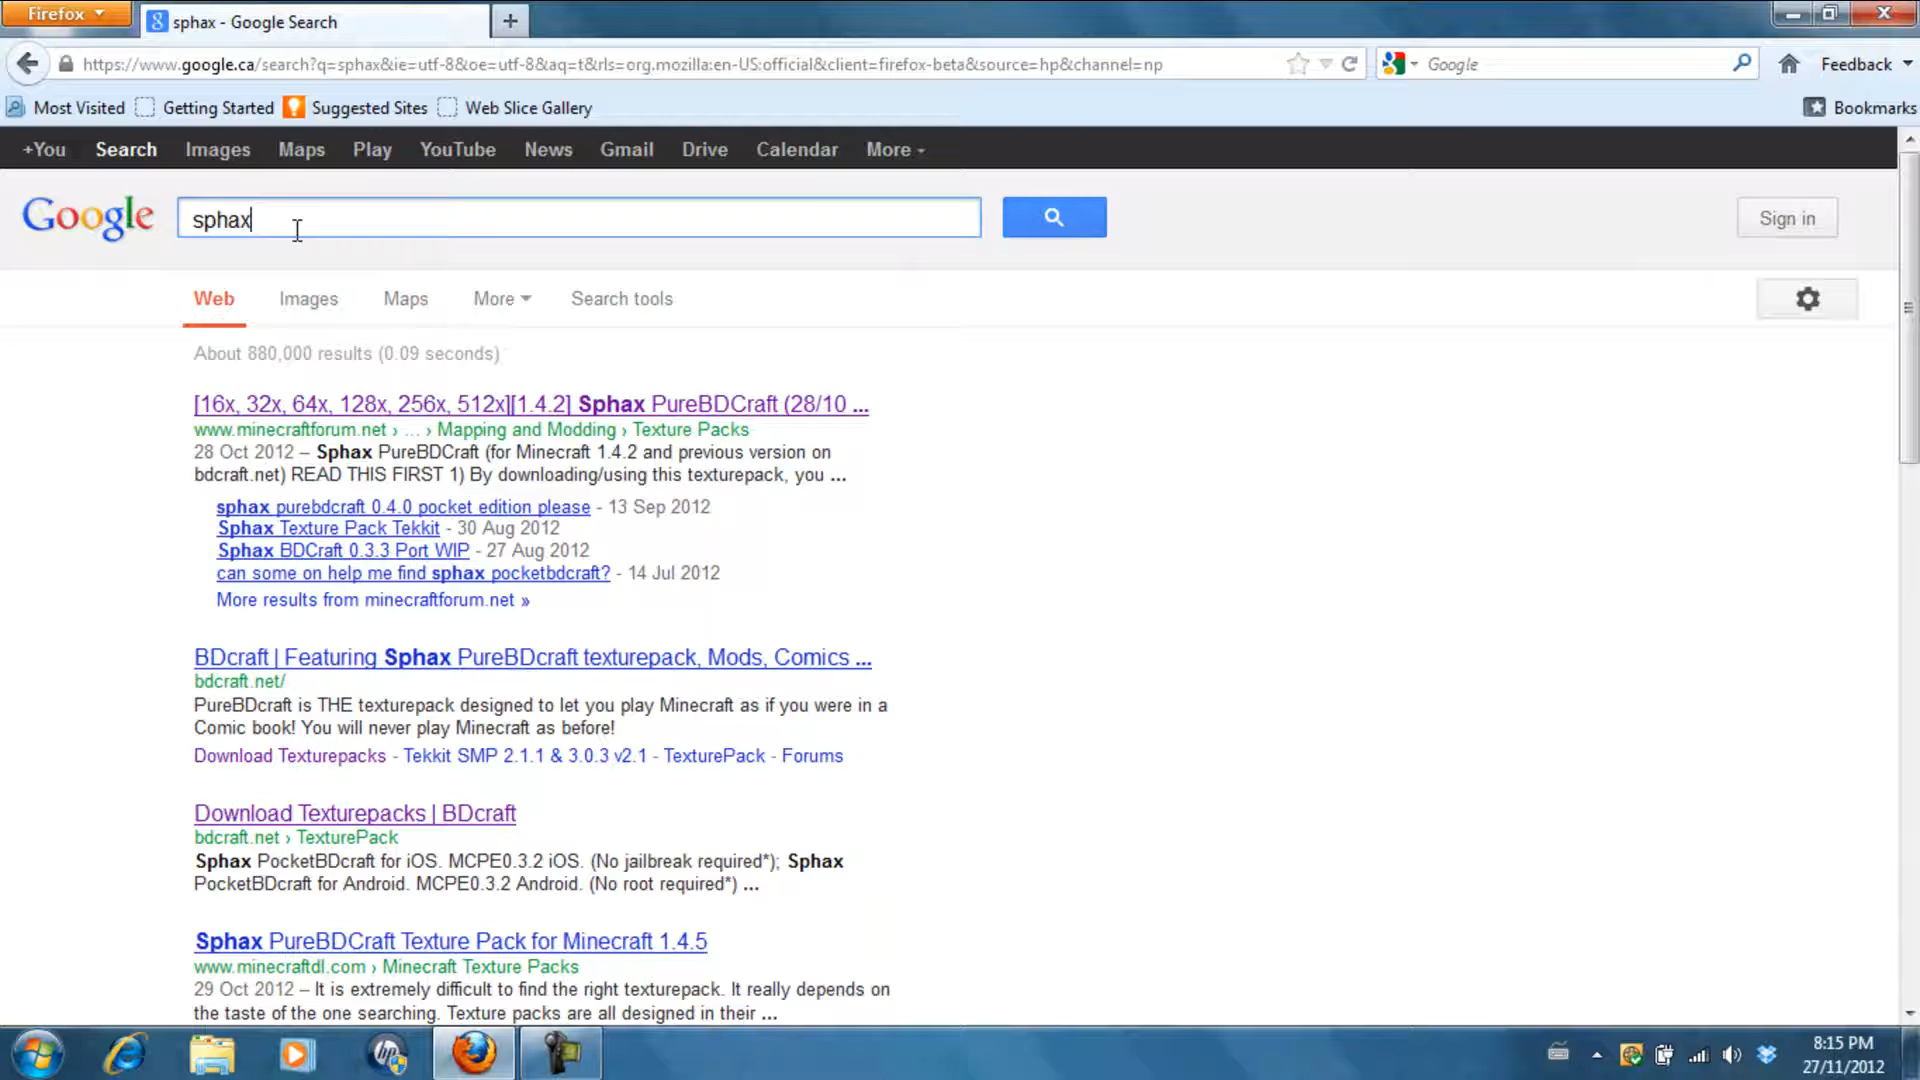 Firefox
sphax - Google Search
https://www.google.ca/search?q=sphax&ie=utf-8&oe=utf-8&aq=t&rls=org.mozilla:en-US:official&client=firefox-beta&source=hp&channel=np
Google
Feedback
Most Visited
Getting Started
Suggested Sites
Web Slice Gallery
Bookmarks
+You Search Images Maps Play YouTube News Gmail Drive Calendar More
Google
sphax
Sign in
Web Images Maps More Search tools
About 880,000 results (0.09 seconds)
[16x, 32x, 64x, 128x, 256x, 512x][1.4.2] Sphax PureBDCraft (28/10 ...
www.minecraftforum.net › ... › Mapping and Modding › Texture Packs
28 Oct 2012 – Sphax PureBDCraft (for Minecraft 1.4.2 and previous version on
bdcraft.net) READ THIS FIRST 1) By downloading/using this texturepack, you ...
sphax purebdcraft 0.4.0 pocket edition please - 13 Sep 2012
Sphax Texture Pack Tekkit - 30 Aug 2012
Sphax BDCraft 0.3.3 Port WIP - 27 Aug 2012
can some on help me find sphax pocketbdcraft? - 14 Jul 2012
More results from minecraftforum.net »
BDcraft | Featuring Sphax PureBDcraft texturepack, Mods, Comics ...
bdcraft.net/
PureBDcraft is THE texturepack designed to let you play Minecraft as if you were in a
Comic book! You will never play Minecraft as before!
Download Texturepacks - Tekkit SMP 2.1.1 & 3.0.3 v2.1 - TexturePack - Forums
Download Texturepacks | BDcraft
bdcraft.net › TexturePack
Sphax PocketBDcraft for iOS. MCPE0.3.2 iOS. (No jailbreak required*); Sphax
PocketBDcraft for Android. MCPE0.3.2 Android. (No root required*) ...
Sphax PureBDCraft Texture Pack for Minecraft 1.4.5
www.minecraftdl.com › Minecraft Texture Packs
29 Oct 2012 – It is extremely difficult to find the right texturepack. It really depends on
the taste of the one searching. Texture packs are all designed in their ...
hp
8:15 PM
27/11/2012